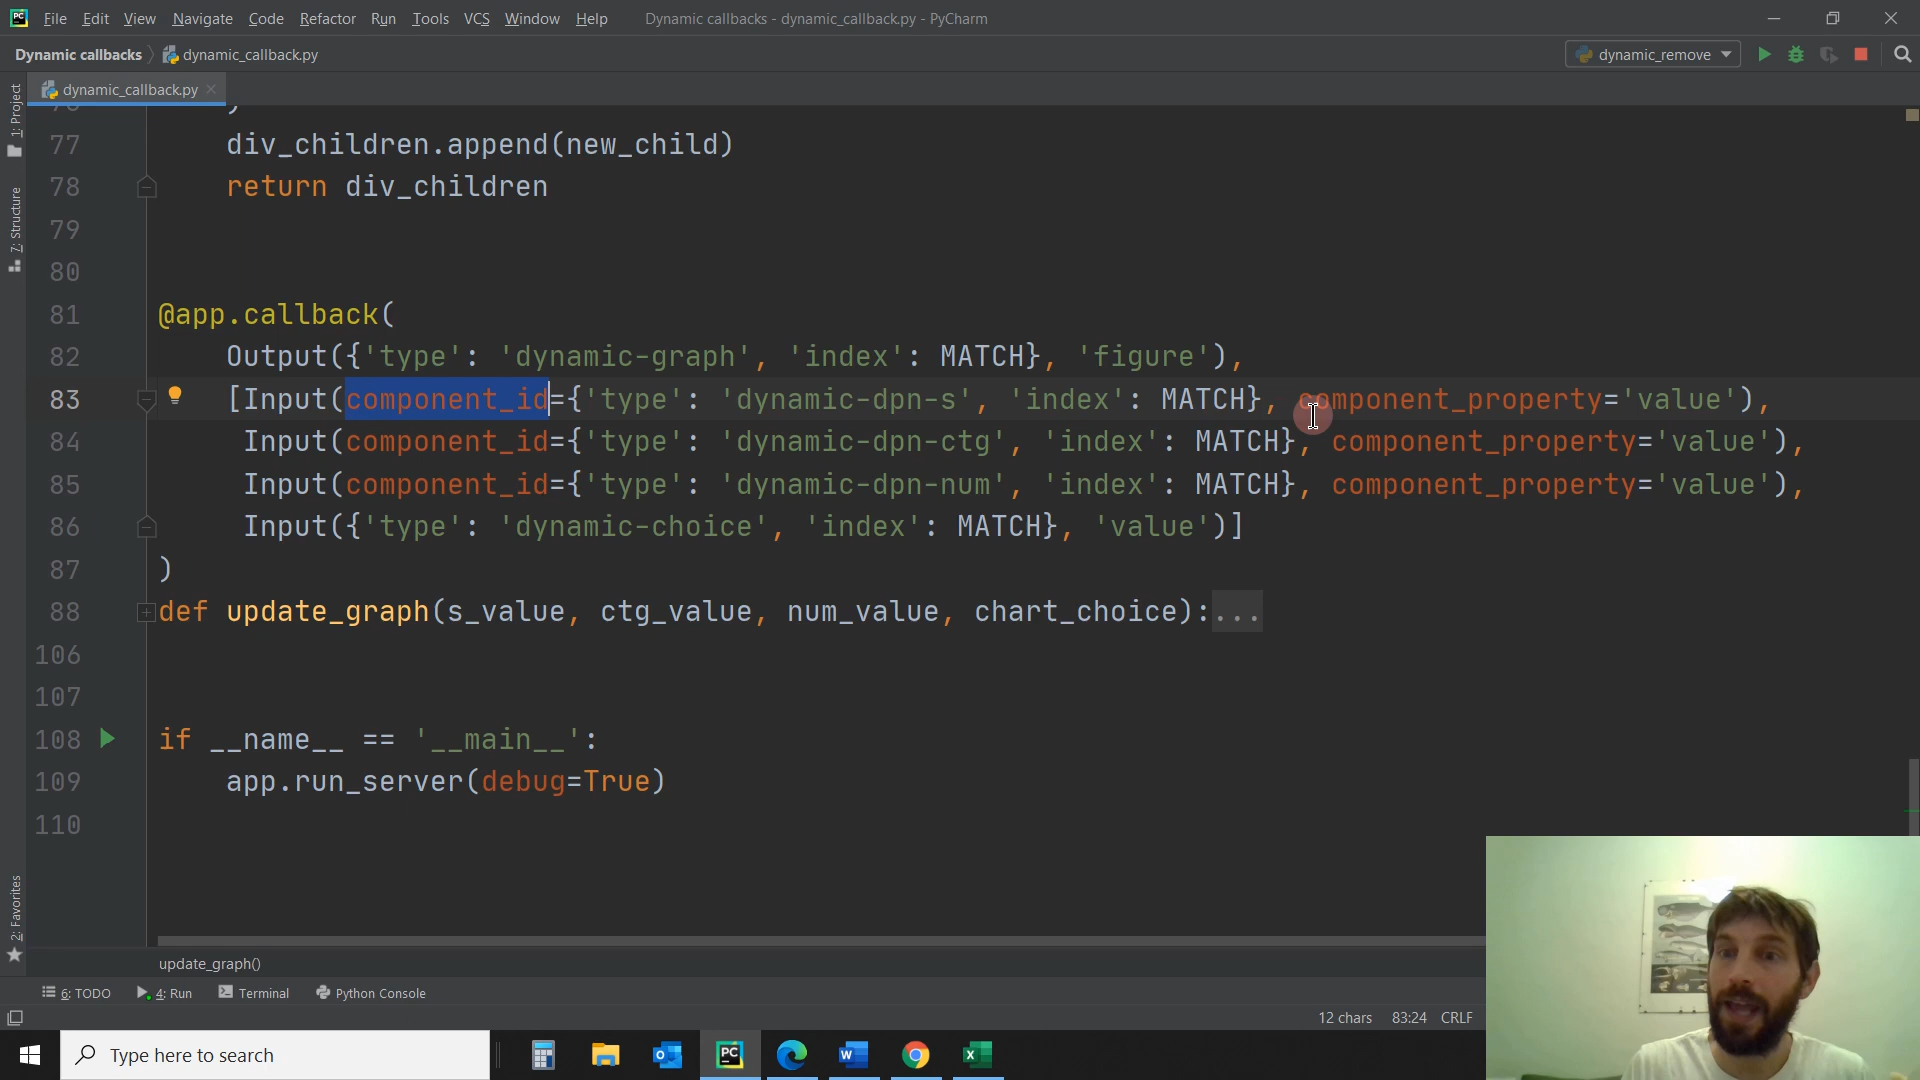 File Edit View Navigate Code Refactor Run Tools VCS Window Help Dynamic callbacks - dynamic_callback.py - PyCharm
Dynamic callbacks dynamic_callback.py dynamic_remove
dynamic_callback.py
1: Project
7: Structure
2: Favorites
77 div_children.append(new_child)
78 return div_children
79
80
81 @app.callback(
82 Output({'type': 'dynamic-graph', 'index': MATCH}, 'figure'),
83 [Input(component_id={'type': 'dynamic-dpn-s', 'index': MATCH}, component_property='value'),
84 Input(component_id={'type': 'dynamic-dpn-ctg', 'index': MATCH}, component_property='value'),
85 Input(component_id={'type': 'dynamic-dpn-num', 'index': MATCH}, component_property='value'),
86 Input({'type': 'dynamic-choice', 'index': MATCH}, 'value')]
87 )
88 def update_graph(s_value, ctg_value, num_value, chart_choice):...
106
107
108 if __name__ == '__main__':
109 app.run_server(debug=True)
110
update_graph()
6: TODO 4: Run Terminal Python Console
12 chars 83:24 CRLF
Type here to search